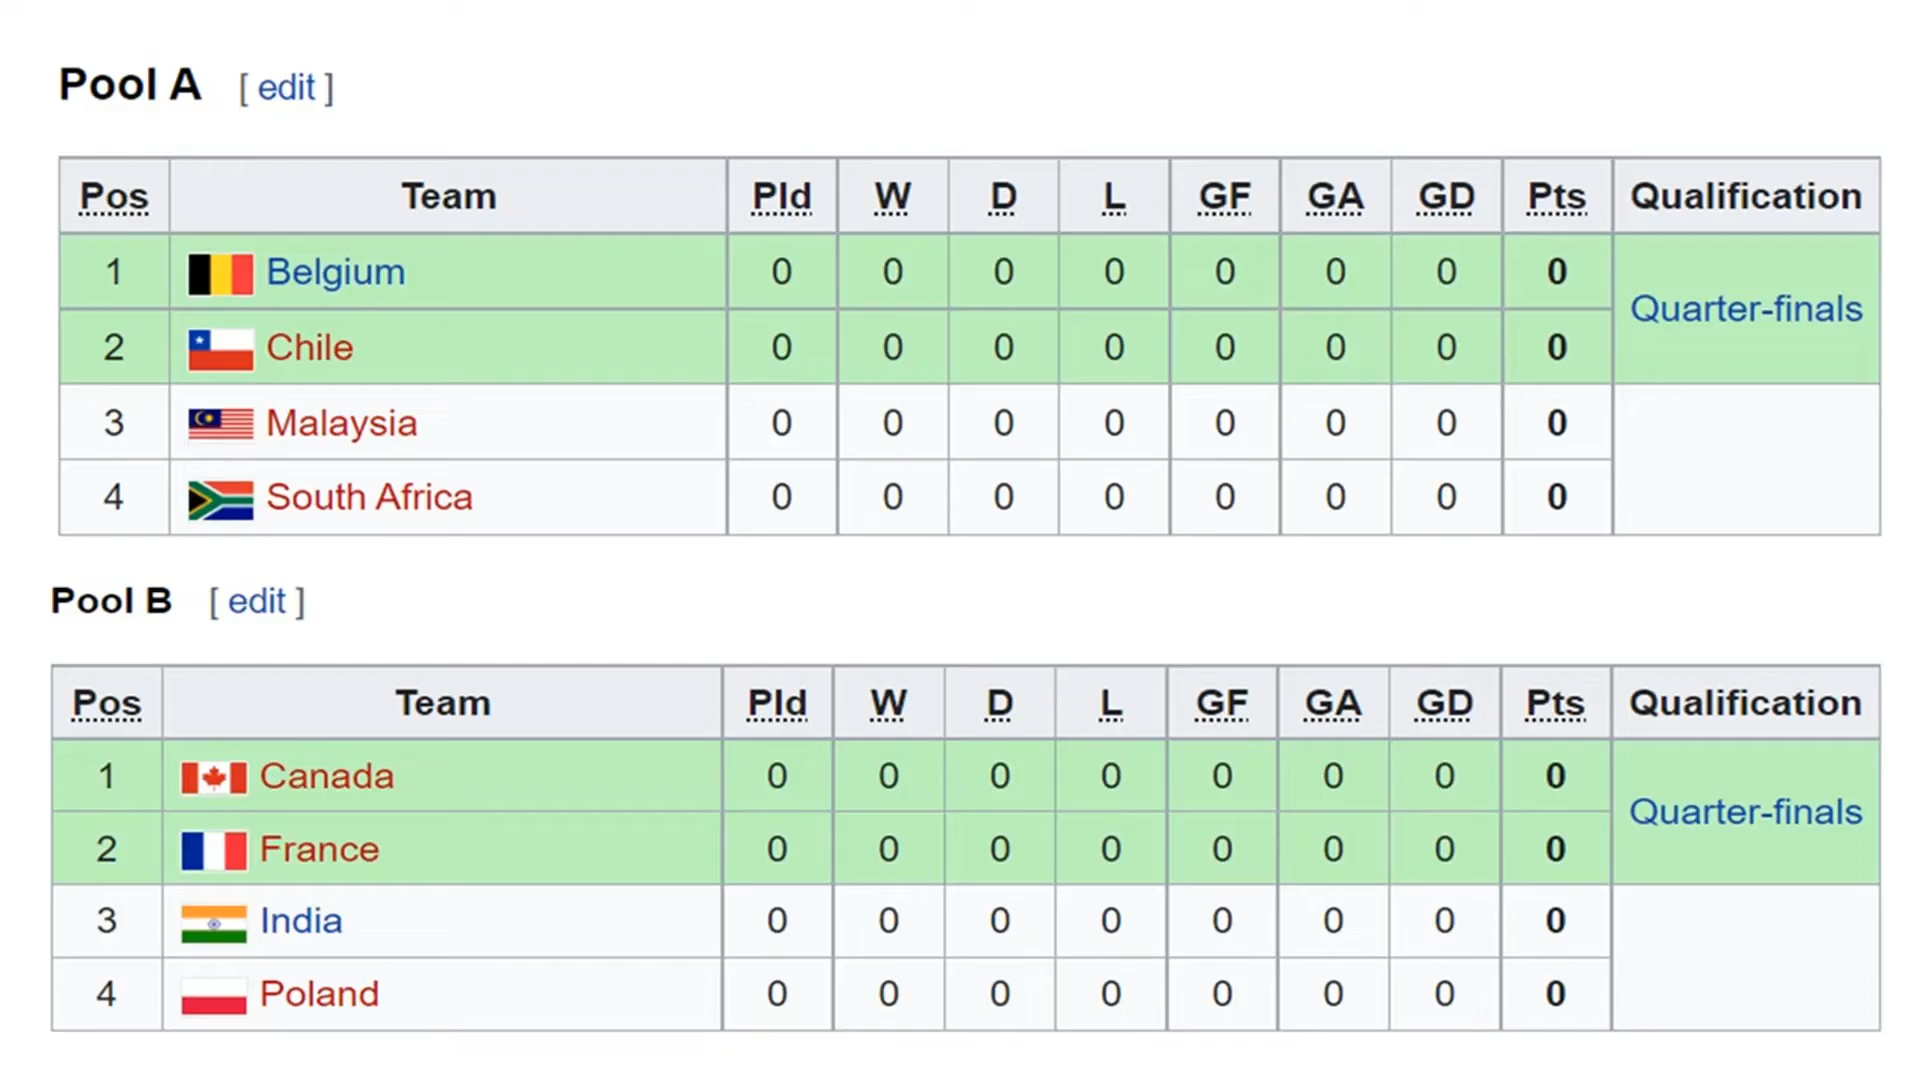 Pool A [ edit ]
Pos Team Pld W D L GF GA GD Pts Qualification
1 Belgium 0 0 0 0 0 0 0 0 Quarter-finals
2 Chile 0 0 0 0 0 0 0 0
3 Malaysia 0 0 0 0 0 0 0 0
4 South Africa 0 0 0 0 0 0 0 0
Pool B [ edit ]
Pos Team Pld W D L GF GA GD Pts Qualification
1 Canada 0 0 0 0 0 0 0 0 Quarter-finals
2 France 0 0 0 0 0 0 0 0
3 India 0 0 0 0 0 0 0 0
4 Poland 0 0 0 0 0 0 0 0